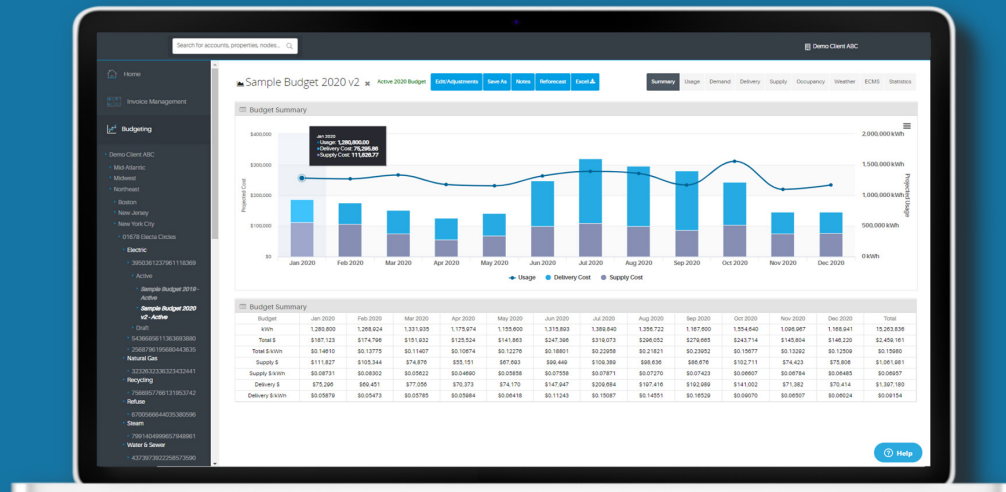 Search for accounts, properties, nodes...
Demo Client ABC
Home
Invoice Management
Budgeting
Demo Client ABC
Mid-Atlantic
Midwest
Northeast
Boston
New Jersey
New York City
01678 Electa Circles
Electric
3950361237961118369
Active
Sample Budget 2019 -
Active
Sample Budget 2020
v2 - Active
Draft
5436685611363693880
2568796195680443635
Natural Gas
3232632336323432441
Recycling
7568957766131953742
Refuse
6700586644035380596
Steam
7991404999657948961
Water & Sewer
4373973922258573590
Sample Budget 2020 v2
Active 2020 Budget
Edit/Adjustments Save As Notes Reforecast Excel
Summary Usage Demand Delivery Supply Occupancy Weather ECMS Statistics
Budget Summary
$400,000
$300,000
$200,000
$100,000
$0
Projected Cost
Jan 2020
Usage: 1,280,800.00
Delivery Cost: 75,295.86
Supply Cost: 111,826.77
2,000,000 kWh
1,500,000 kWh
1,000,000 kWh
500,000 kWh
0 kWh
Projected Usage
Jan 2020 Feb 2020 Mar 2020 Apr 2020 May 2020 Jun 2020 Jul 2020 Aug 2020 Sep 2020 Oct 2020 Nov 2020 Dec 2020
Usage Delivery Cost Supply Cost
Budget Summary
Budget Jan 2020 Feb 2020 Mar 2020 Apr 2020 May 2020 Jun 2020 Jul 2020 Aug 2020 Sep 2020 Oct 2020 Nov 2020 Dec 2020 Total
kWh 1,280,800 1,268,924 1,331,935 1,175,974 1,155,600 1,315,893 1,389,640 1,356,722 1,167,600 1,554,640 1,096,967 1,168,941 15,263,636
Total $ $187,123 $174,796 $151,932 $125,524 $141,863 $247,396 $319,073 $296,052 $279,665 $243,714 $145,804 $146,220 $2,459,161
Total $/kWh $0.14610 $0.13775 $0.11407 $0.10674 $0.12276 $0.18801 $0.22958 $0.21821 $0.23952 $0.15677 $0.13292 $0.12509 $0.15980
Supply $ $111,827 $105,344 $74,876 $55,151 $67,693 $99,449 $109,389 $98,636 $86,676 $102,711 $74,423 $75,806 $1,061,981
Supply $/kWh $0.08731 $0.08302 $0.05622 $0.04690 $0.05858 $0.07558 $0.07871 $0.07270 $0.07423 $0.06607 $0.06784 $0.06485 $0.06957
Delivery $ $75,296 $69,451 $77,056 $70,373 $74,170 $147,947 $209,684 $197,416 $192,989 $141,002 $71,382 $70,414 $1,397,180
Delivery $/kWh $0.05879 $0.05473 $0.05785 $0.05984 $0.06418 $0.11243 $0.15087 $0.14551 $0.16529 $0.09070 $0.06507 $0.06024 $0.09154
Help